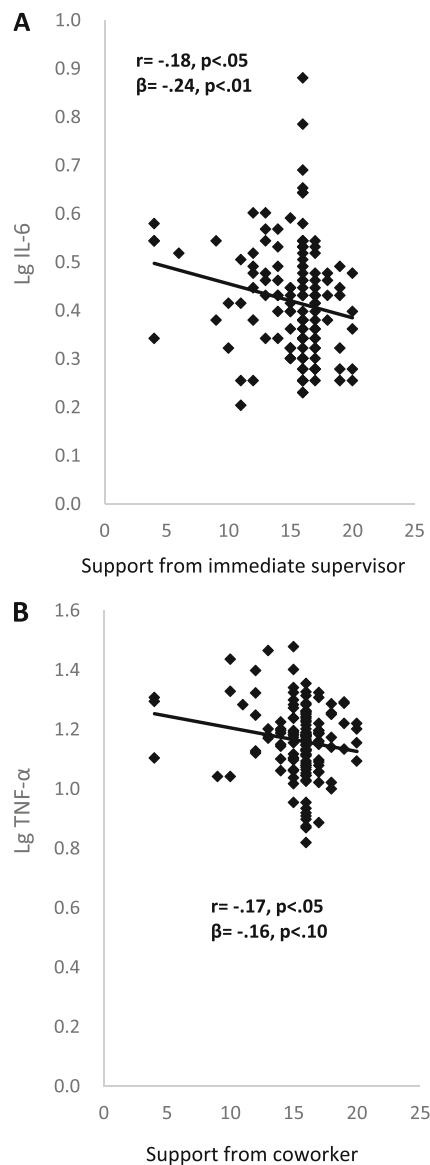 A
r= -.18, p<.05
β= -.24, p<.01
Lg IL-6
1.0
0.9
0.8
0.7
0.6
0.5
0.4
0.3
0.2
0.1
0.0
0 5 10 15 20 25
Support from immediate supervisor
B
Lg TNF-α
1.6
1.4
1.2
1.0
0.8
0.6
0.4
0.2
0.0
r= -.17, p<.05
β= -.16, p<.10
0 5 10 15 20 25
Support from coworker